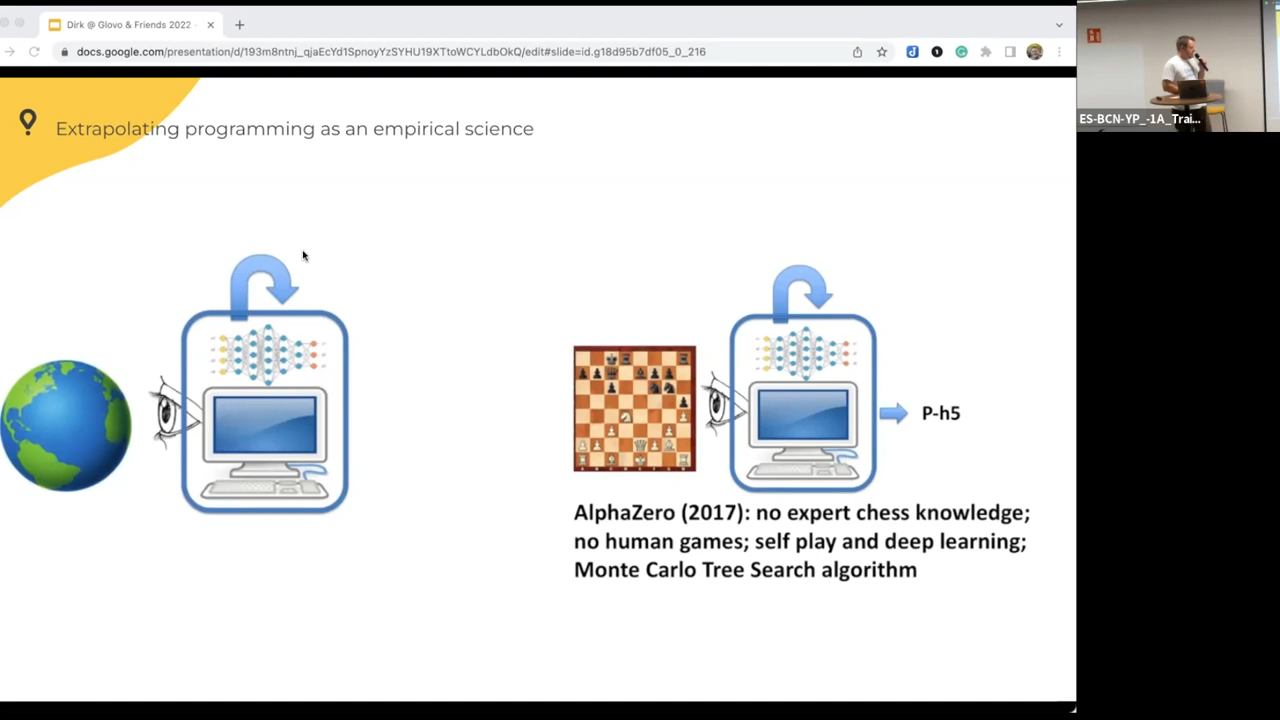 Dirk @ Glovo & Friends 2022
docs.google.com/presentation/d/193m8ntnj_qjaEcYd1SpnoyYzSYHU19XTtoWCYLdbOkQ/edit#slide=id.g18d95b7df05_0_216
ES-BCN-YP_-1A_Trai...
Extrapolating programming as an empirical science
P-h5
AlphaZero (2017): no expert chess knowledge;
no human games; self play and deep learning;
Monte Carlo Tree Search algorithm